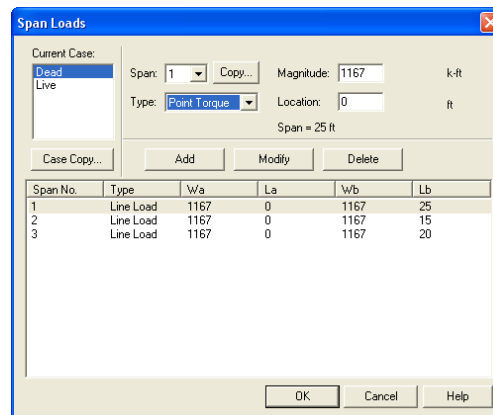 Span Loads
Current Case:
Dead
Live
Span: 1 Copy... Magnitude: 1167 k-ft
Type: Point Torque Location: 0 ft
Span = 25 ft
Case Copy... Add Modify Delete
Span No. Type Wa La Wb Lb
1 Line Load 1167 0 1167 25
2 Line Load 1167 0 1167 15
3 Line Load 1167 0 1167 20
OK Cancel Help